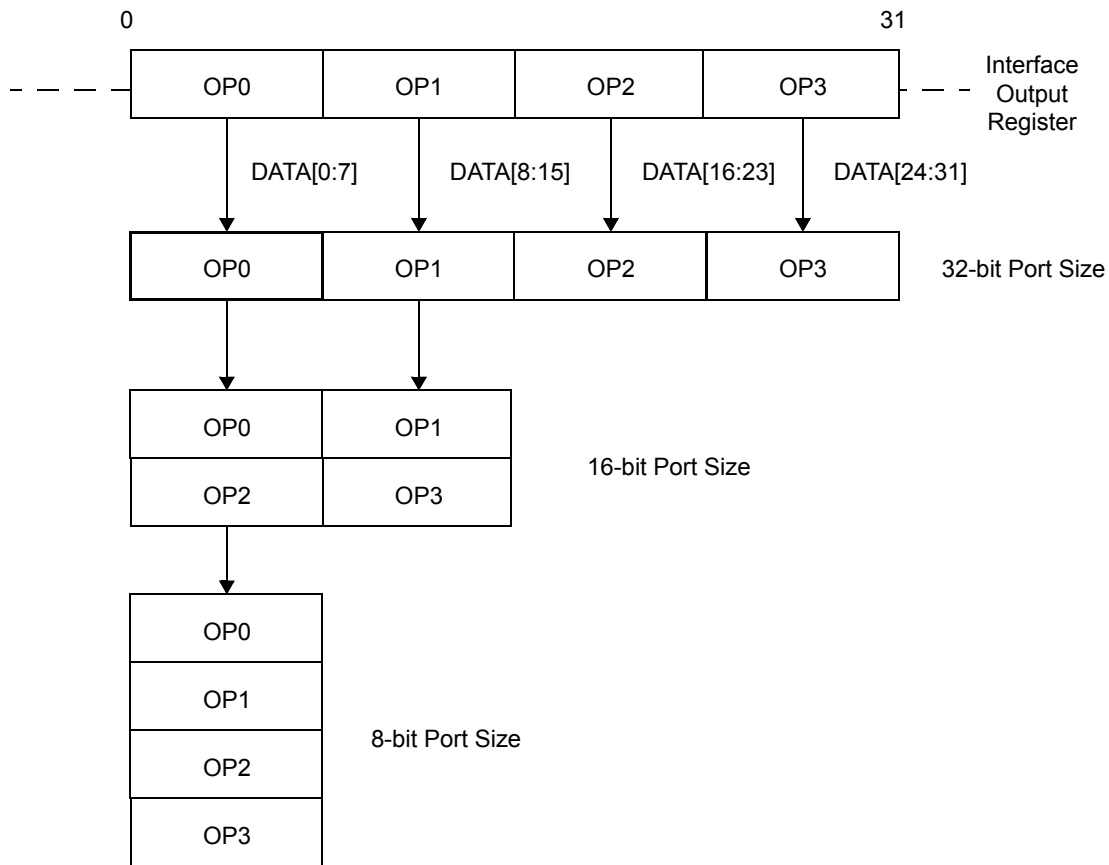 0 31
OP0 OP1 OP2 OP3
Interface
Output
Register
DATA[0:7] DATA[8:15] DATA[16:23] DATA[24:31]
OP0 OP1 OP2 OP3 32-bit Port Size
OP0 OP1
OP2 OP3
16-bit Port Size
OP0
OP1
OP2
OP3
8-bit Port Size